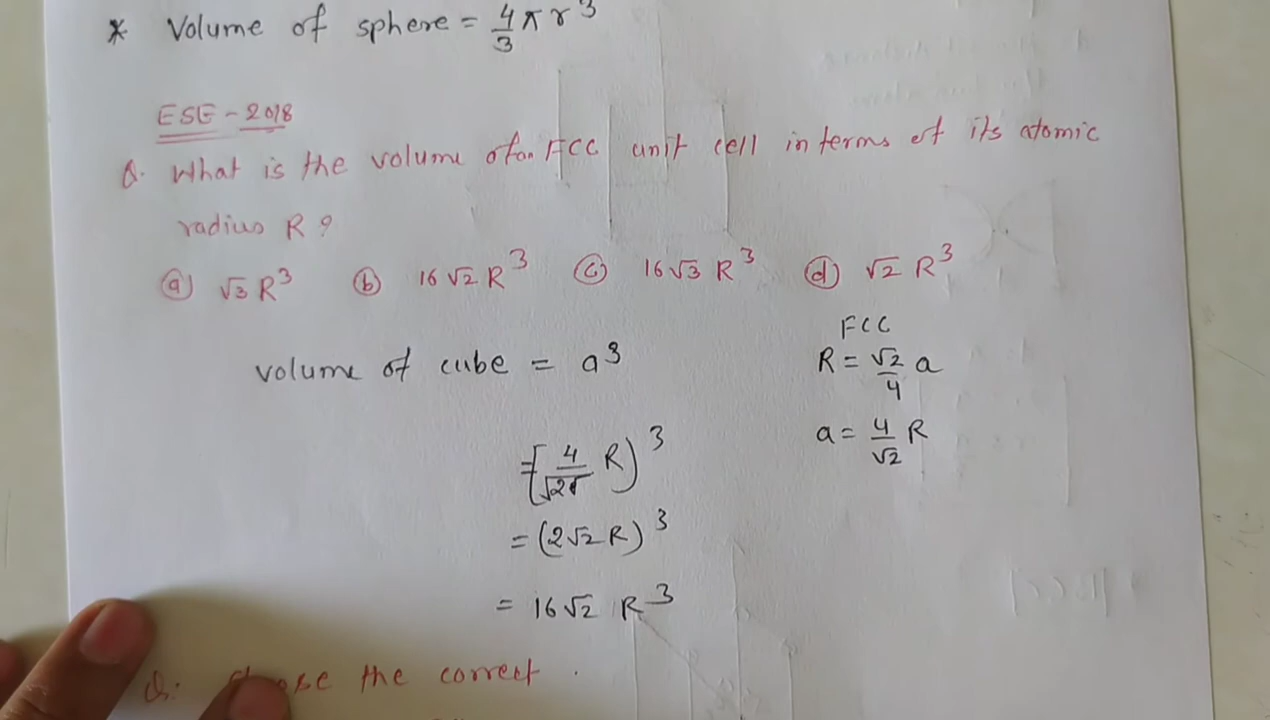 * Volume of sphere = 4/3 π r³
ESE - 2018
Q. What is the volume of an FCC unit cell in terms of its atomic
radius R ?
ⓐ √3 R³ ⓑ 16√2 R³ ⓒ 16√3 R³ ⓓ √2 R³
FCC
volume of cube = a³
R = √2/4 a
a = 4/√2 R
= (4/√2 R)³
= (2√2 R)³
= 16√2 R³
Q. the correct